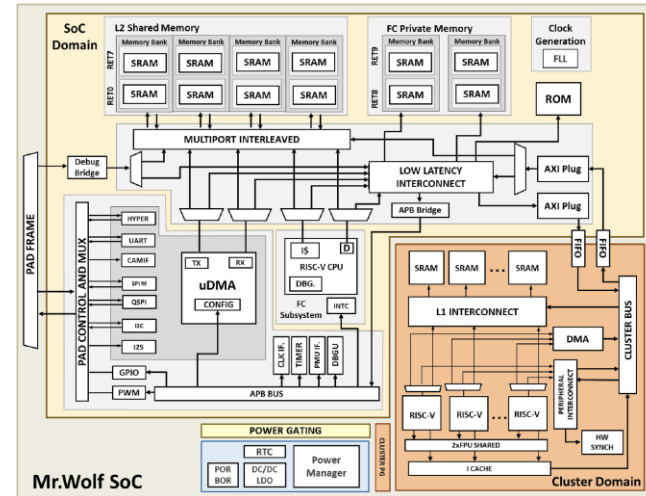 SoC
Domain
L2 Shared Memory
FC Private Memory
Clock
Generation
FLL
Memory Bank
Memory Bank
Memory Bank
Memory Bank
Memory Bank
Memory Bank
RET7
SRAM
SRAM
SRAM
SRAM
RET9
SRAM
SRAM
RET0
SRAM
SRAM
SRAM
SRAM
RET8
SRAM
SRAM
ROM
MULTIPORT INTERLEAVED
Debug
Bridge
LOW LATENCY
INTERCONNECT
AXI Plug
APB Bridge
AXI Plug
PAD FRAME
PAD CONTROL AND MUX
HYPER
UART
CAMIF
SPIM
QSPI
I2C
I2S
GPIO
PWM
TX
RX
uDMA
CONFIG
I$
D
RISC-V CPU
DBG.
FC
Subsystem
INTC
CLK IF.
TIMER
PMU IF.
DBGU
APB BUS
FIFO
FIFO
SRAM
SRAM
...
SRAM
L1 INTERCONNECT
CLUSTER BUS
DMA
PERIPHERAL
INTERCONNECT
RISC-V
RISC-V
...
RISC-V
HW
SYNCH
2xFPU SHARED
I CACHE
Cluster Domain
POWER GATING
CLUSTER PG
RTC
POR
BOR
DC/DC
LDO
Power
Manager
Mr.Wolf SoC